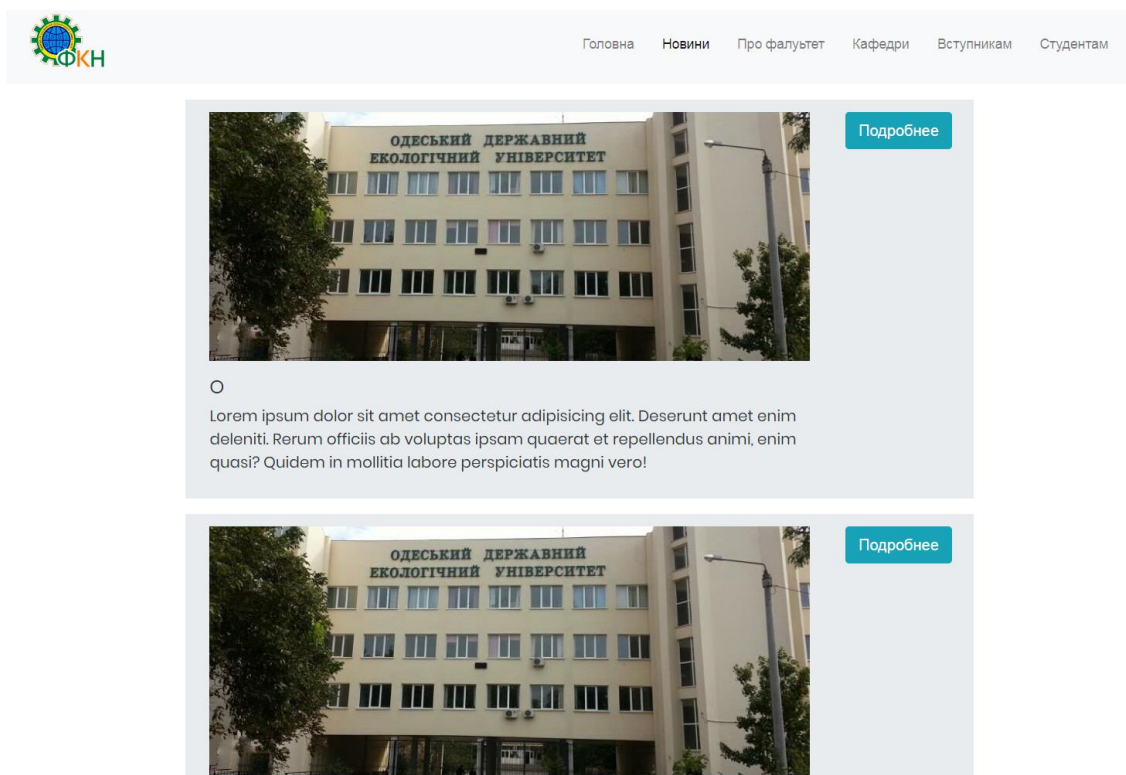 ФКН
Головна Новини Про фалуьтет Кафедри Вступникам Студентам
ОДЕСЬКИЙ ДЕРЖАВНИЙ
ЕКОЛОГІЧНИЙ УНІВЕРСИТЕТ
Подробнее
O
Lorem ipsum dolor sit amet consectetur adipisicing elit. Deserunt amet enim
deleniti. Rerum officiis ab voluptas ipsam quaerat et repellendus animi, enim
quasi? Quidem in mollitia labore perspiciatis magni vero!
ОДЕСЬКИЙ ДЕРЖАВНИЙ
ЕКОЛОГІЧНИЙ УНІВЕРСИТЕТ
Подробнее